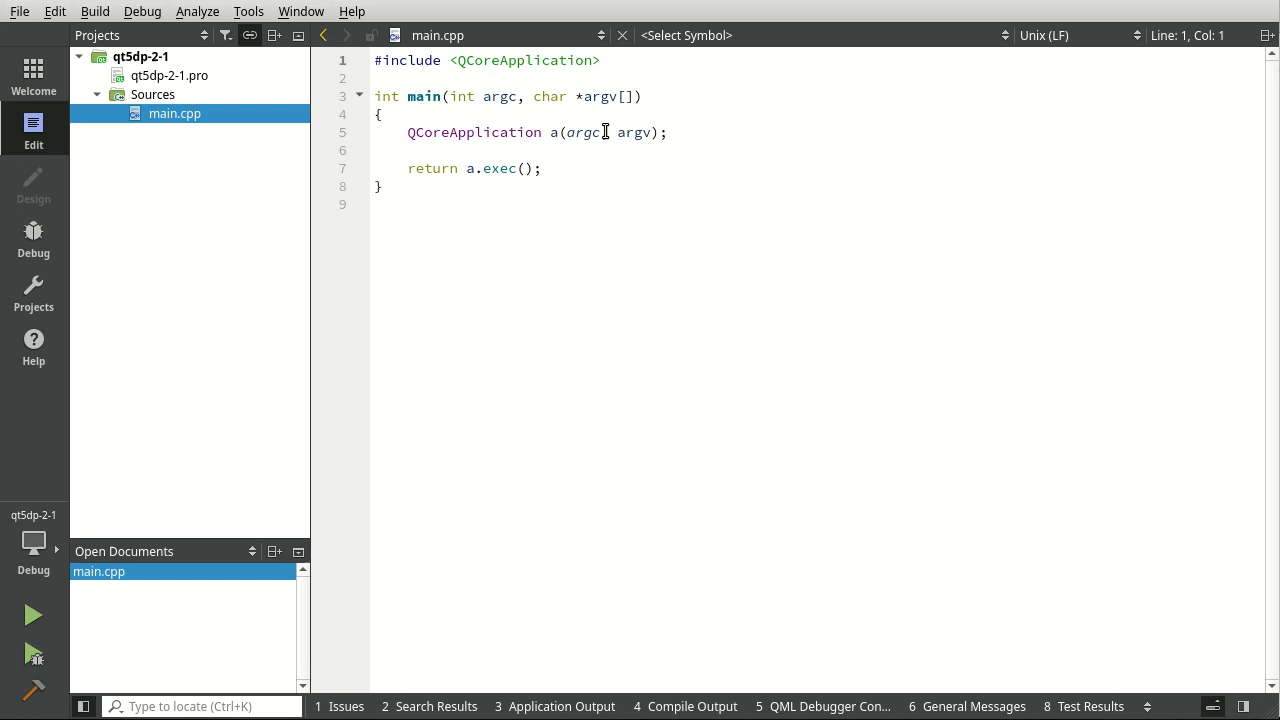 File Edit Build Debug Analyze Tools Window Help
Projects
main.cpp
<Select Symbol>
Unix (LF)
Line: 1, Col: 1
Welcome
Edit
Design
Debug
Projects
Help
qt5dp-2-1
Debug
qt5dp-2-1
qt5dp-2-1.pro
Sources
main.cpp
Open Documents
main.cpp
1 #include <QCoreApplication>
2
3 int main(int argc, char *argv[])
4 {
5 QCoreApplication a(argc, argv);
6
7 return a.exec();
8 }
9
Type to locate (Ctrl+K)
1 Issues
2 Search Results
3 Application Output
4 Compile Output
5 QML Debugger Con...
6 General Messages
8 Test Results